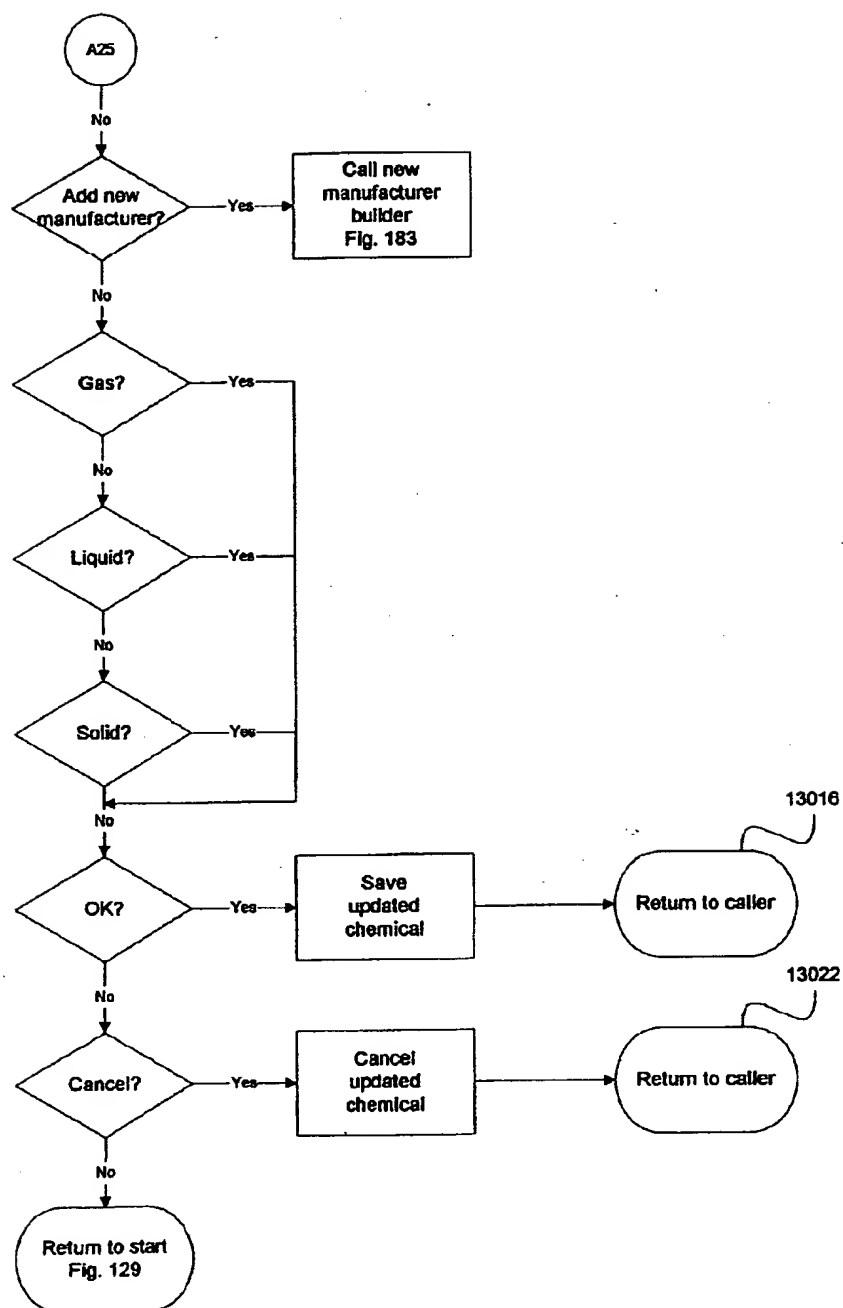 A25
No
Add new
manufacturer?
Yes
Call new
manufacturer
builder
Fig. 183
No
Gas?
Yes
No
Liquid?
Yes
No
Solid?
Yes
No
13016
OK?
Yes
Save
updated
chemical
Return to caller
No
13022
Cancel?
Yes
Cancel
updated
chemical
Return to caller
No
Return to start
Fig. 129